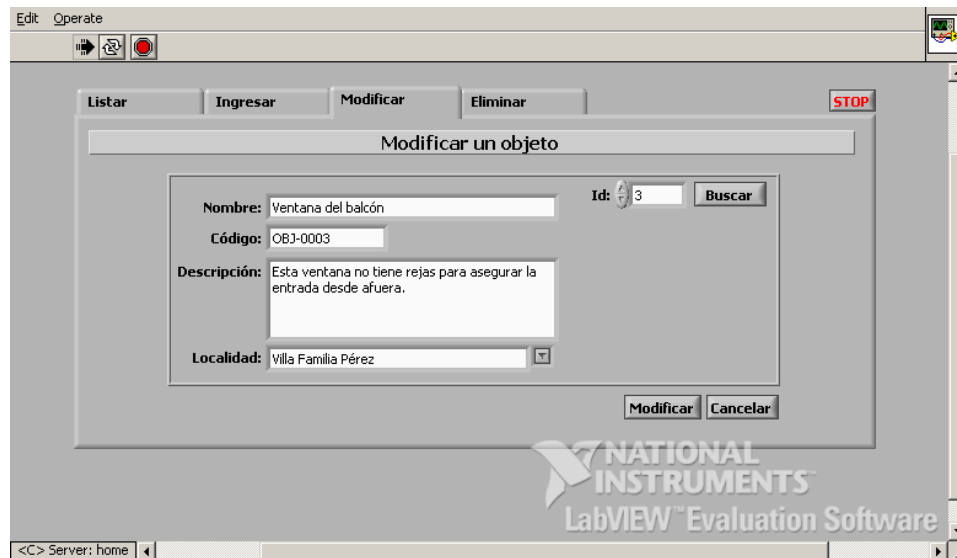 Edit Operate
Listar Ingresar Modificar Eliminar STOP
Modificar un objeto
Id: 3 Buscar
Nombre: Ventana del balcón
Código: OBJ-0003
Descripción: Esta ventana no tiene rejas para asegurar la
entrada desde afuera.
Localidad: Villa Familia Pérez
Modificar Cancelar
NATIONAL
INSTRUMENTS
LabVIEW™ Evaluation Software
<C> Server: home